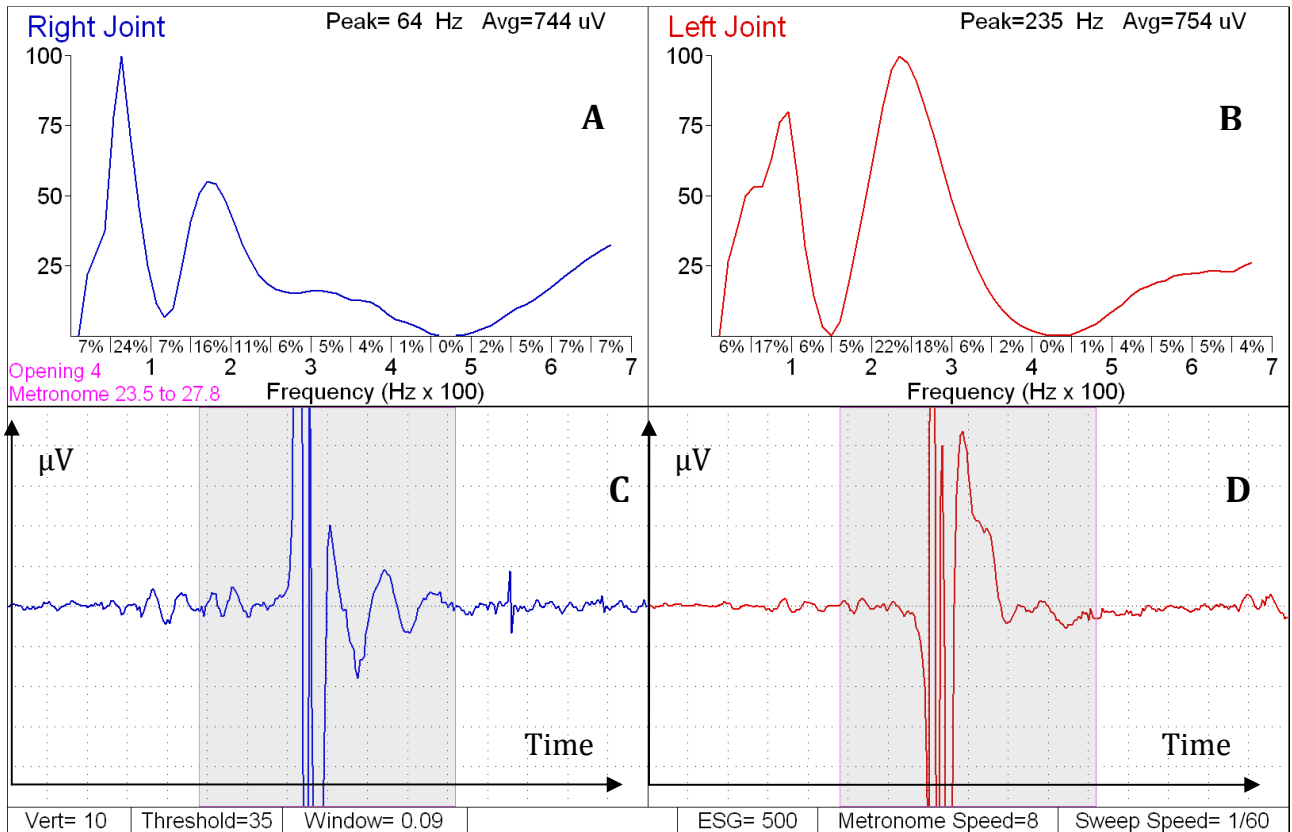 Right Joint
Peak= 64 Hz Avg=744 uV
100
75
50
25
A
7% 24% 7% 16% 11% 6% 5% 4% 1% 0% 2% 5% 7% 7%
1 2 3 4 5 6 7
Opening 4
Metronome 23.5 to 27.8
Frequency (Hz x 100)
Left Joint
Peak=235 Hz Avg=754 uV
100
75
50
25
B
6% 17% 6% 5% 22% 18% 6% 2% 0% 1% 4% 5% 5% 4%
1 2 3 4 5 6 7
Frequency (Hz x 100)
µV
C
Time
µV
D
Time
Vert= 10 Threshold=35 Window= 0.09 ESG= 500 Metronome Speed=8 Sweep Speed= 1/60